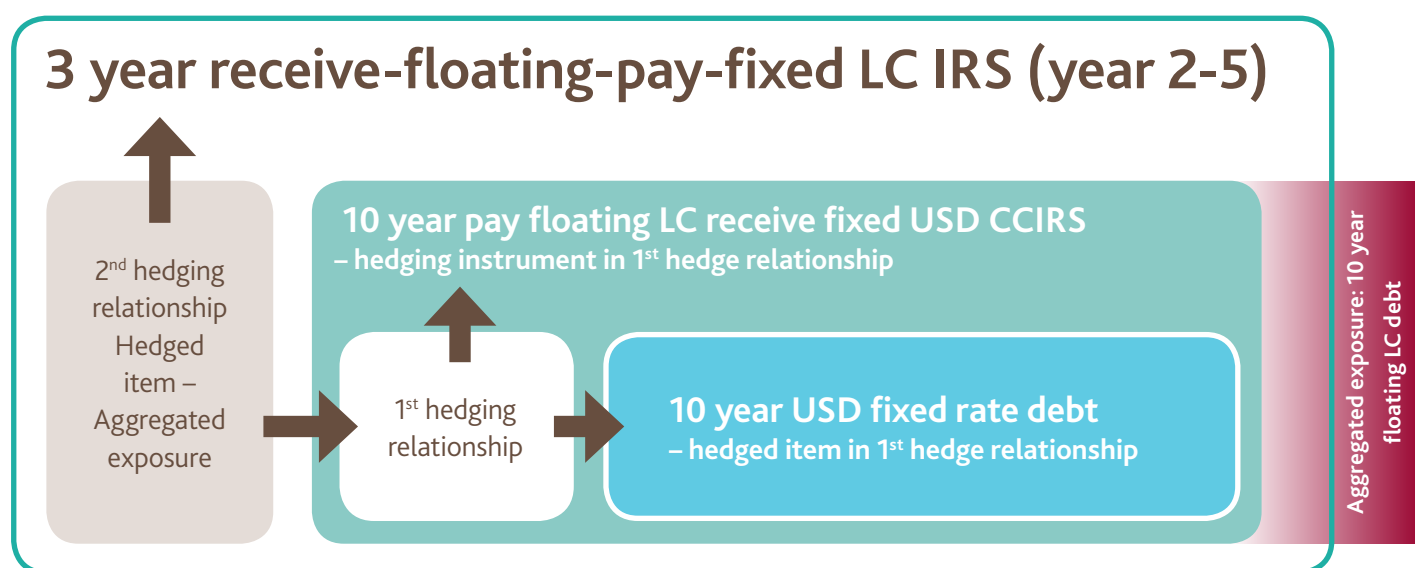 3 year receive-floating-pay-fixed LC IRS (year 2-5)
2nd hedging
relationship
Hedged
item –
Aggregated
exposure
10 year pay floating LC receive fixed USD CCIRS
– hedging instrument in 1st hedge relationship
1st hedging
relationship
10 year USD fixed rate debt
– hedged item in 1st hedge relationship
Aggregated exposure: 10 year
floating LC debt